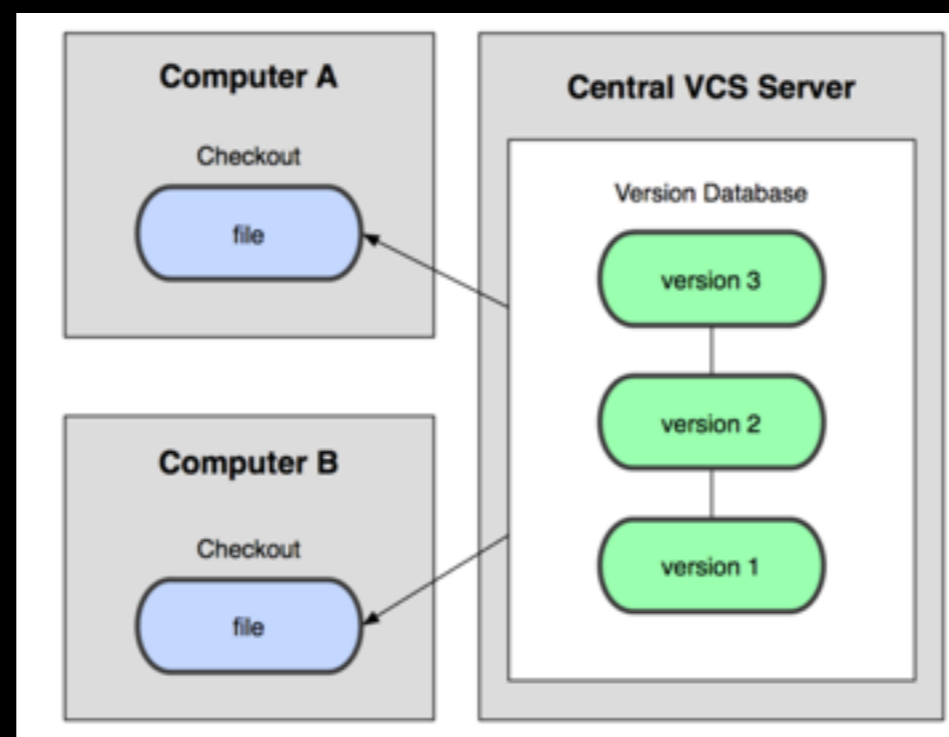 Computer A
Checkout
file
Computer B
Checkout
file
Central VCS Server
Version Database
version 3
version 2
version 1